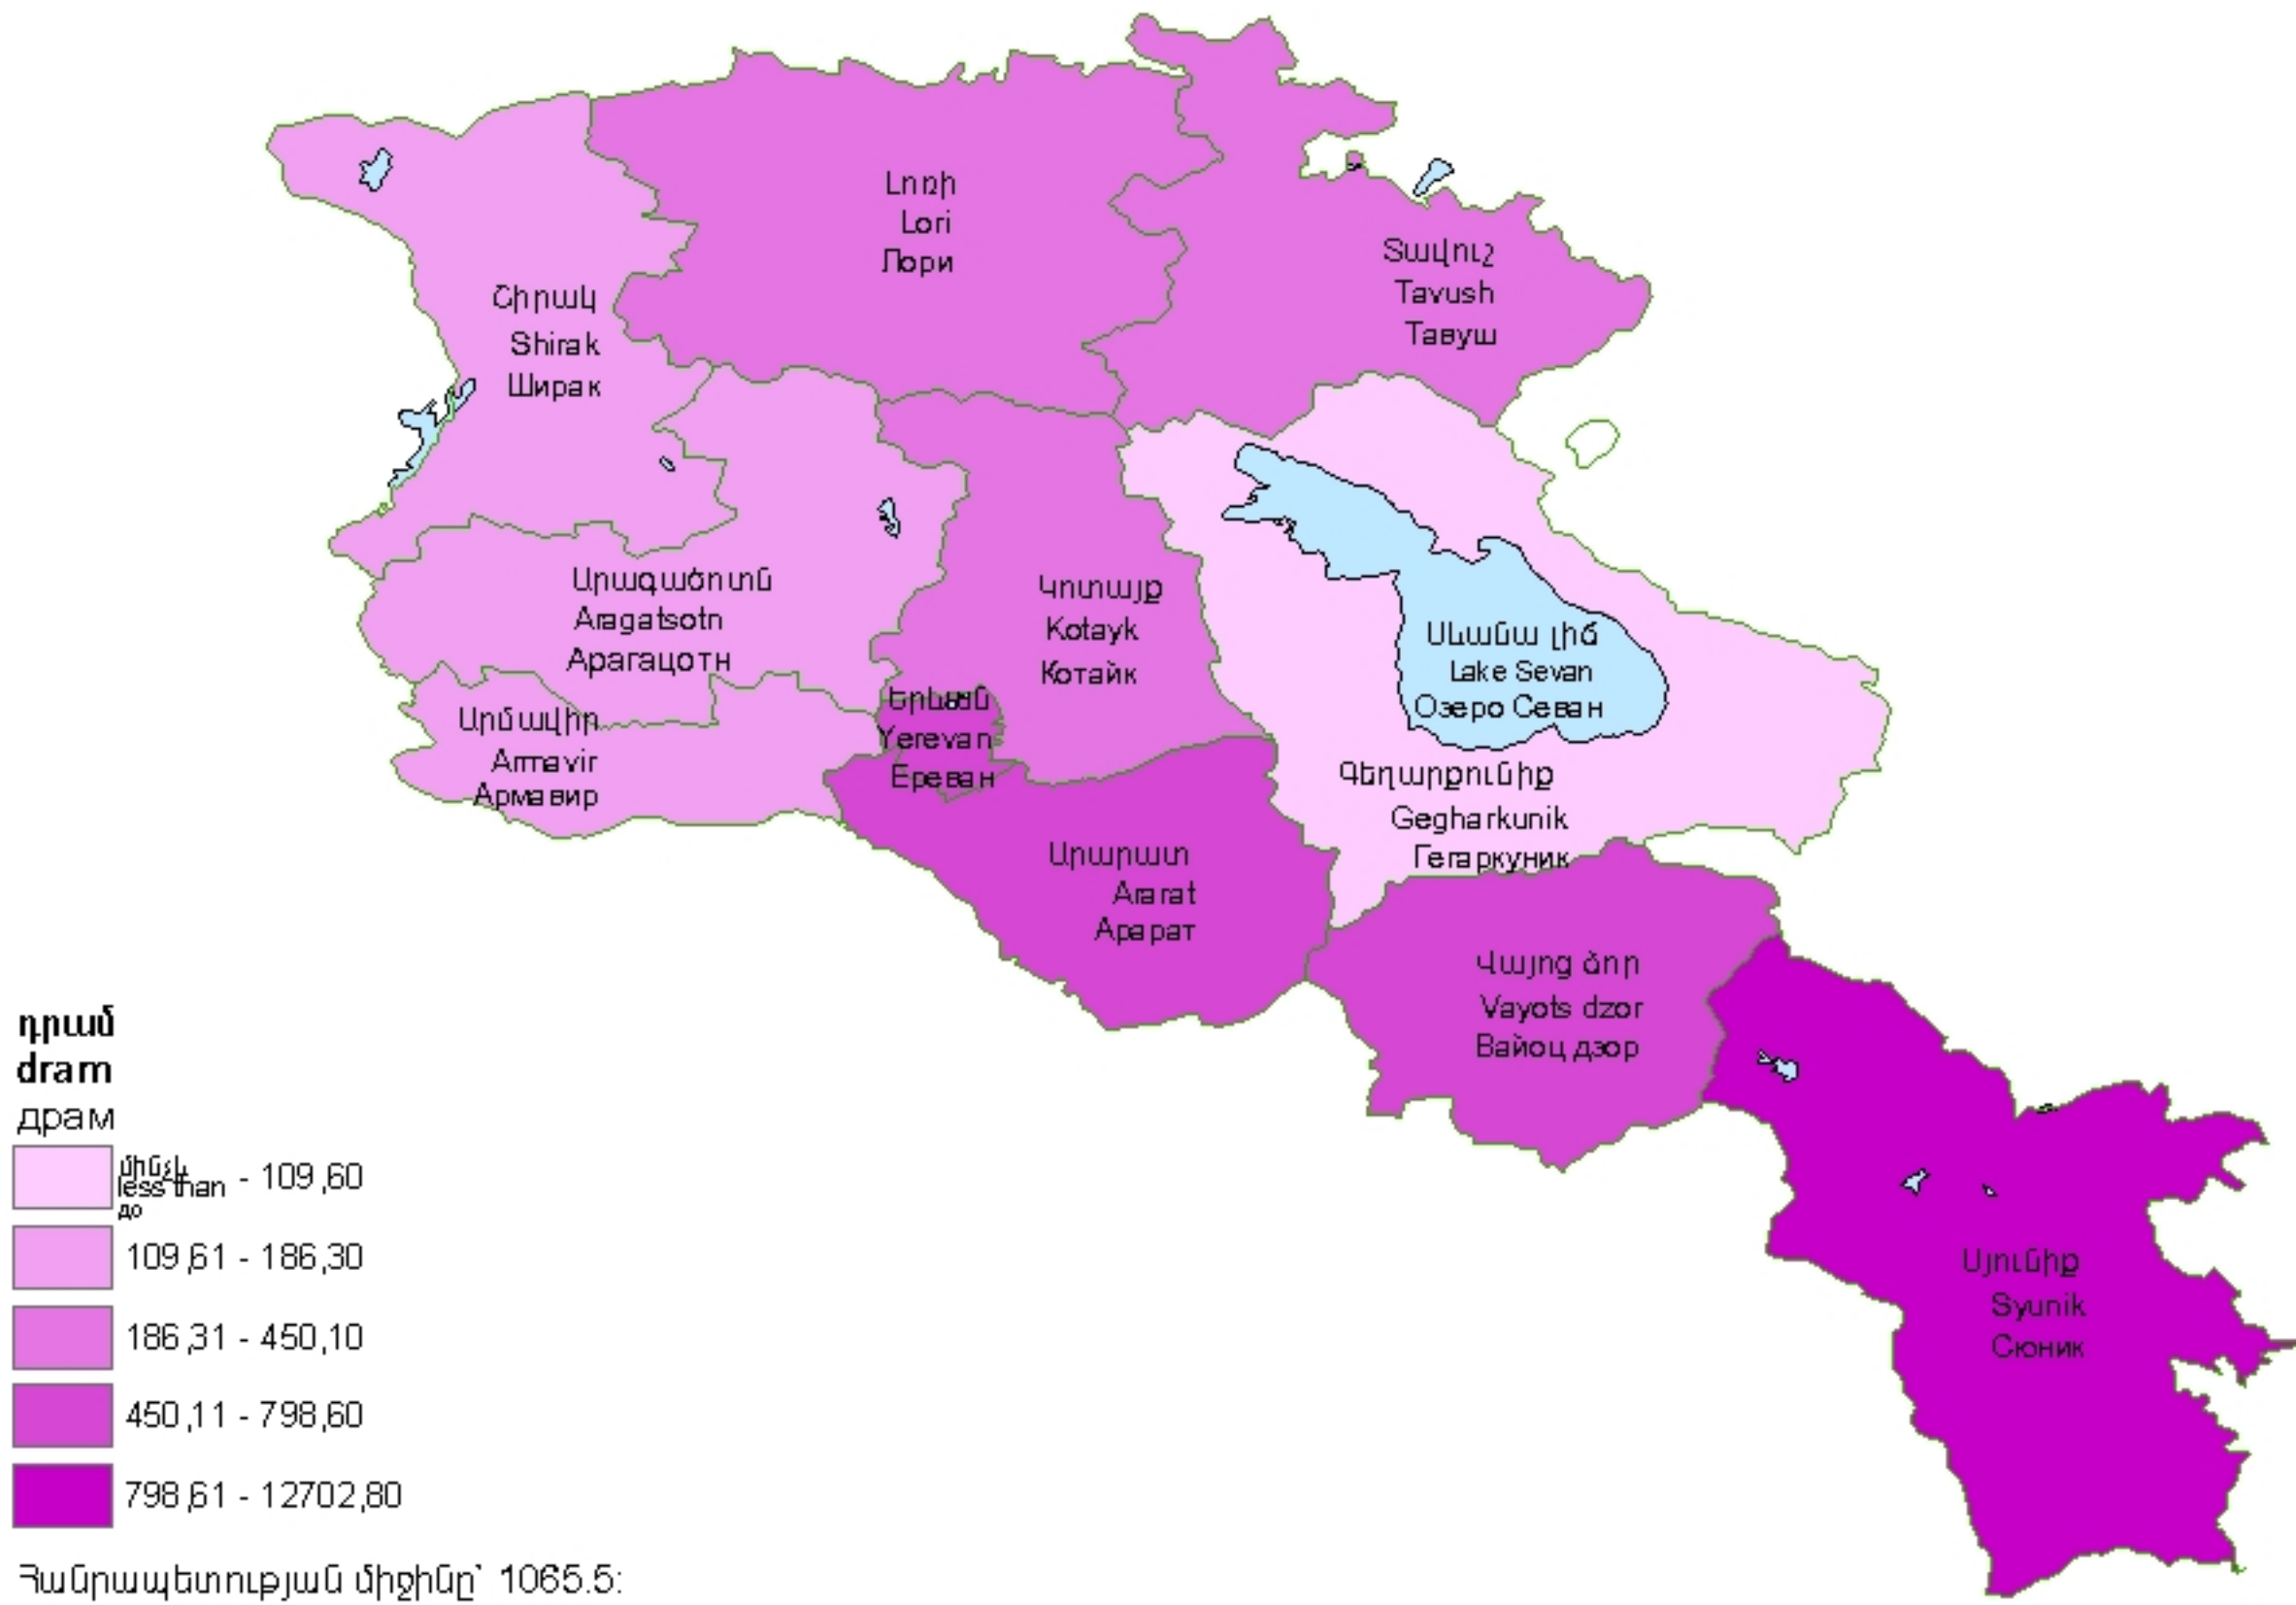 Լոռի
Lori
Лори
Տավուշ
Tavush
Тавуш
Շիրակ
Shirak
Ширак
Արագածոտն
Aragatsotn
Арагацотн
Կոտայք
Kotayk
Котайк
Սևանա լիճ
Lake Sevan
Озеро Севан
Երևան
Yerevan
Ереван
Արմավիր
Armavir
Армавир
Գեղարքունիք
Gegharkunik
Гегаркуник
Արարատ
Ararat
Арарат
Վայոց ձոր
Vayots dzor
Вайоц дзор
Սյունիք
Syunik
Сюник
դրամ
dram
драм
մինչև
less than - 109,60
до
109,61 - 186,30
186,31 - 450,10
450,11 - 798,60
798,61 - 12702,80
Հանրապետության միջինը՝ 1065.5: